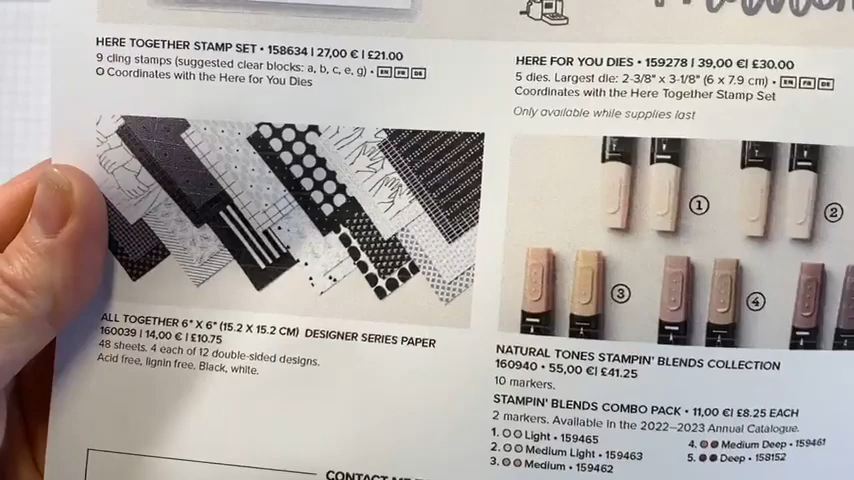 HERE TOGETHER STAMP SET • 158634 | 27,00 € | £21.00
9 cling stamps (suggested clear blocks: a, b, c, e, g) • EN FR DE
O Coordinates with the Here for You Dies
HERE FOR YOU DIES • 159278 | 39,00 €| £30.00
5 dies. Largest die: 2-3/8" x 3-1/8" (6 x 7.9 cm) • EN FR DE
Coordinates with the Here Together Stamp Set
Only available while supplies last
1
2
3
4
ALL TOGETHER 6" X 6" (15.2 X 15.2 CM) DESIGNER SERIES PAPER
160039 | 14,00 € | £10.75
48 sheets. 4 each of 12 double-sided designs.
Acid free, lignin free. Black, white.
NATURAL TONES STAMPIN' BLENDS COLLECTION
160940 • 55,00 €| £41.25
10 markers.
STAMPIN' BLENDS COMBO PACK • 11,00 €| £8.25 EACH
2 markers. Available in the 2022–2023 Annual Catalogue.
1. Light • 159465
2. Medium Light • 159463
3. Medium • 159462
4. Medium Deep • 159461
5. Deep • 158152
CONTACT ME